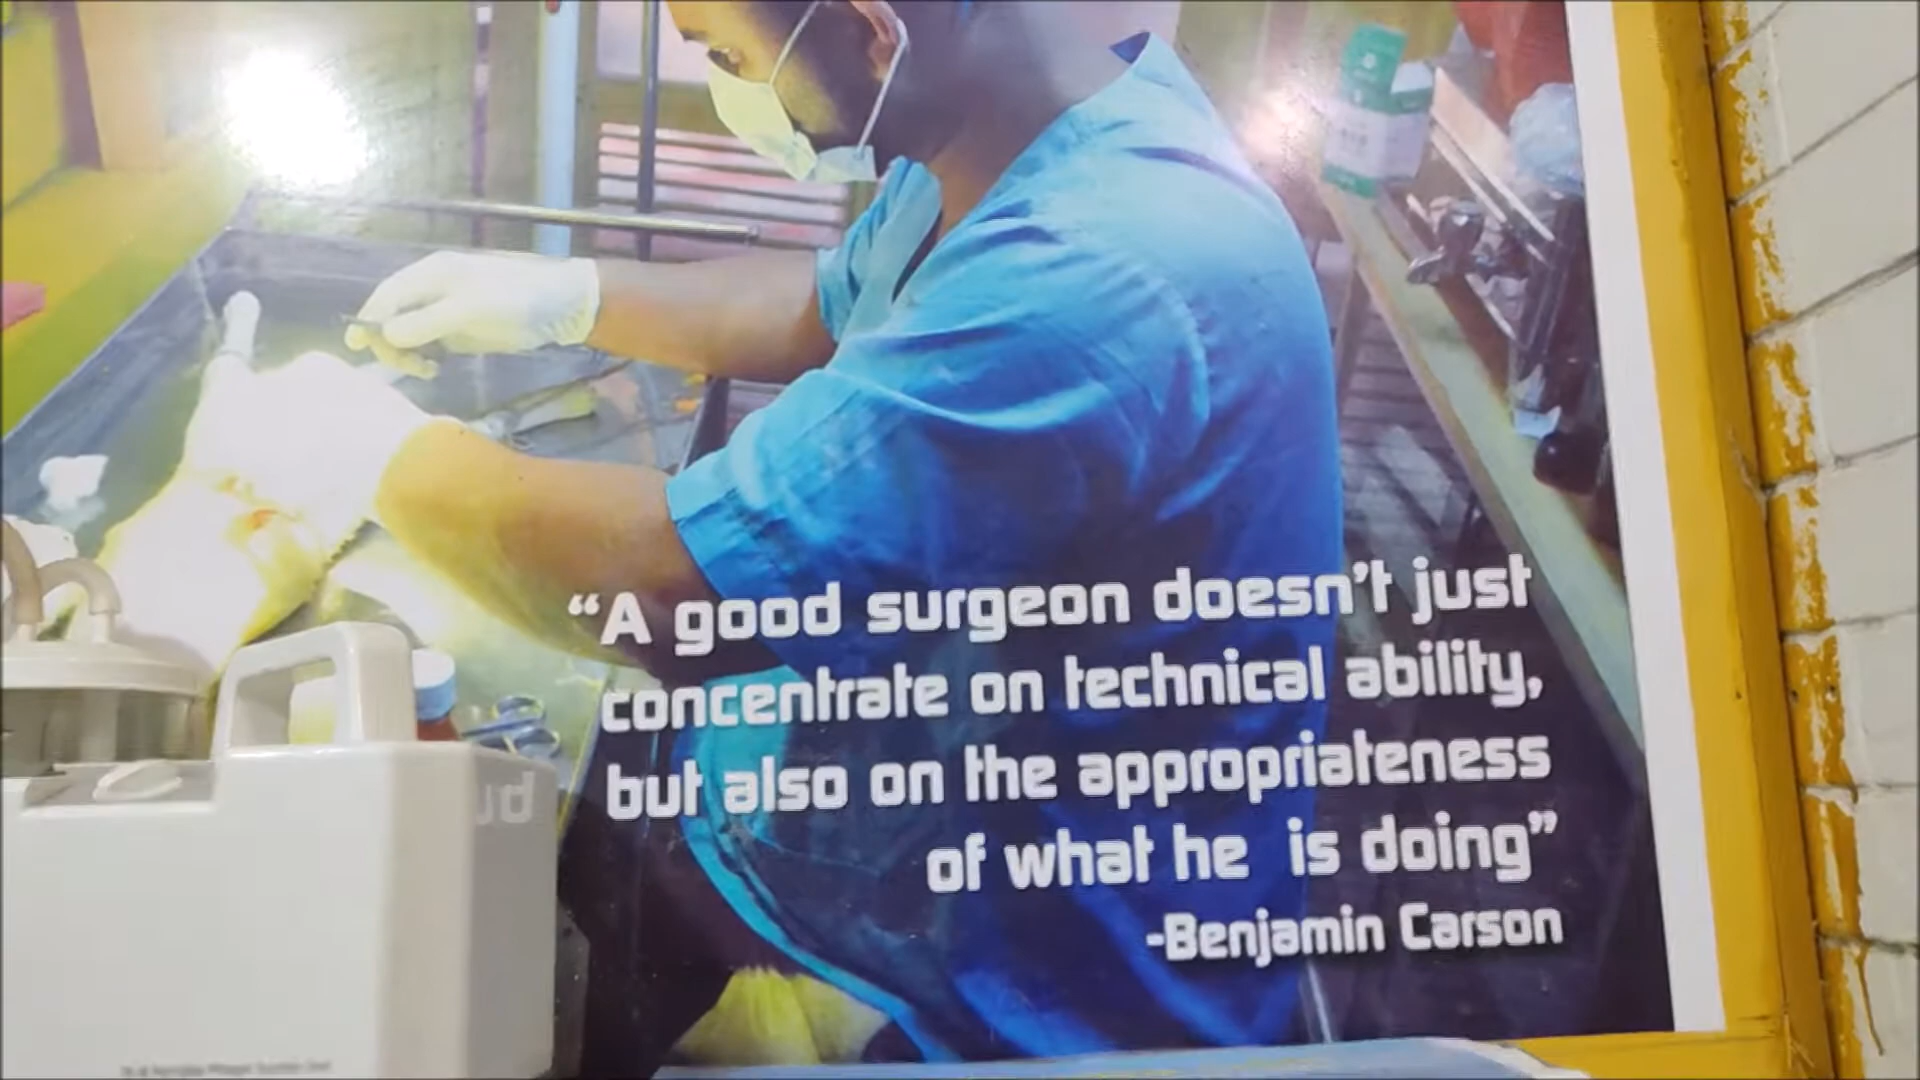 “A good surgeon doesn't just
concentrate on technical ability,
but also on the appropriateness
of what he is doing”
-Benjamin Carson